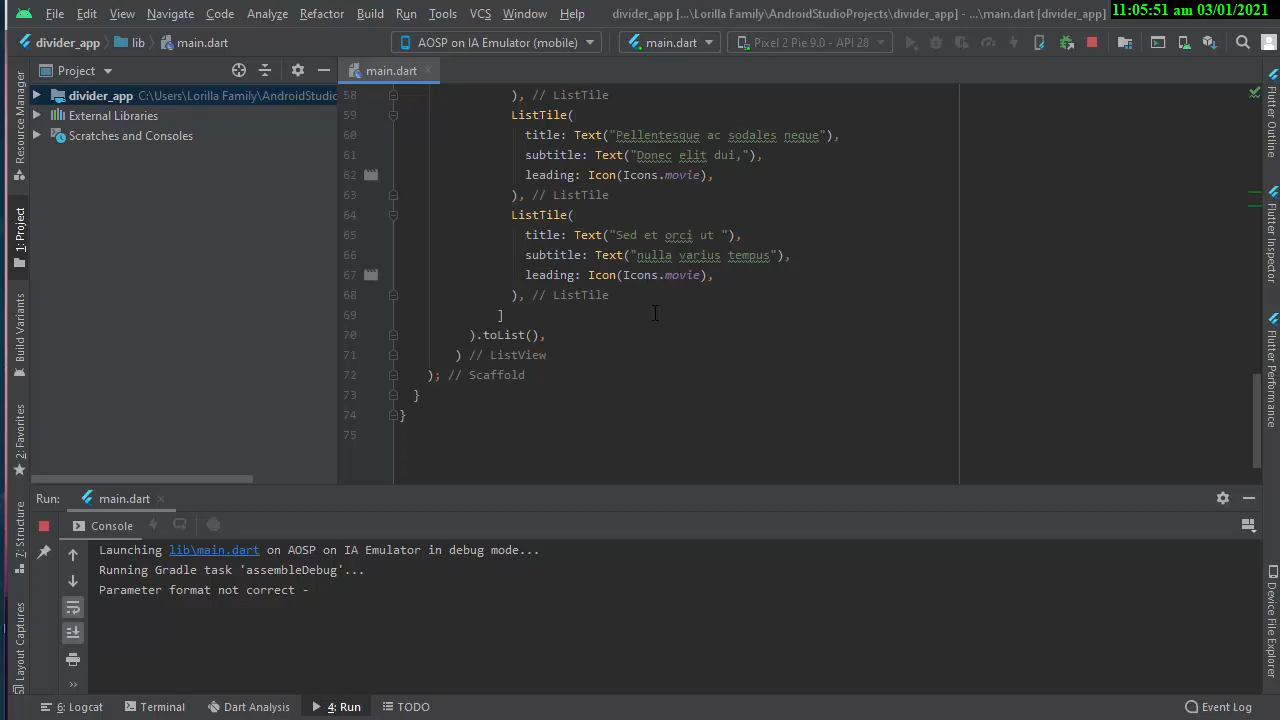 File Edit View Navigate Code Analyze Refactor Build Run Tools VCS Window Help divider_app [...\Lorilla Family\AndroidStudioProjects\divider_app] - ...\main.dart [divider_app] 11:05:51 am 03/01/2021
divider_app lib main.dart AOSP on IA Emulator (mobile) main.dart Pixel 2 Pie 9.0 - API 28
Project main.dart
divider_app C:\Users\Lorilla Family\AndroidStudio
External Libraries
Scratches and Consoles
58 ), // ListTile
59 ListTile(
60 title: Text("Pellentesque ac sodales neque"),
61 subtitle: Text("Donec elit dui,"),
62 leading: Icon(Icons.movie),
63 ), // ListTile
64 ListTile(
65 title: Text("Sed et orci ut "),
66 subtitle: Text("nulla varius tempus"),
67 leading: Icon(Icons.movie),
68 ), // ListTile
69 ]
70 ).toList(),
71 ) // ListView
72 ); // Scaffold
73 }
74 }
75
Resource Manager
1: Project
Build Variants
2: Favorites
7: Structure
Layout Captures
Flutter Outline
Flutter Inspector
Flutter Performance
Device File Explorer
Run: main.dart
Console
Launching lib\main.dart on AOSP on IA Emulator in debug mode...
Running Gradle task 'assembleDebug'...
Parameter format not correct -
6: Logcat Terminal Dart Analysis 4: Run TODO Event Log